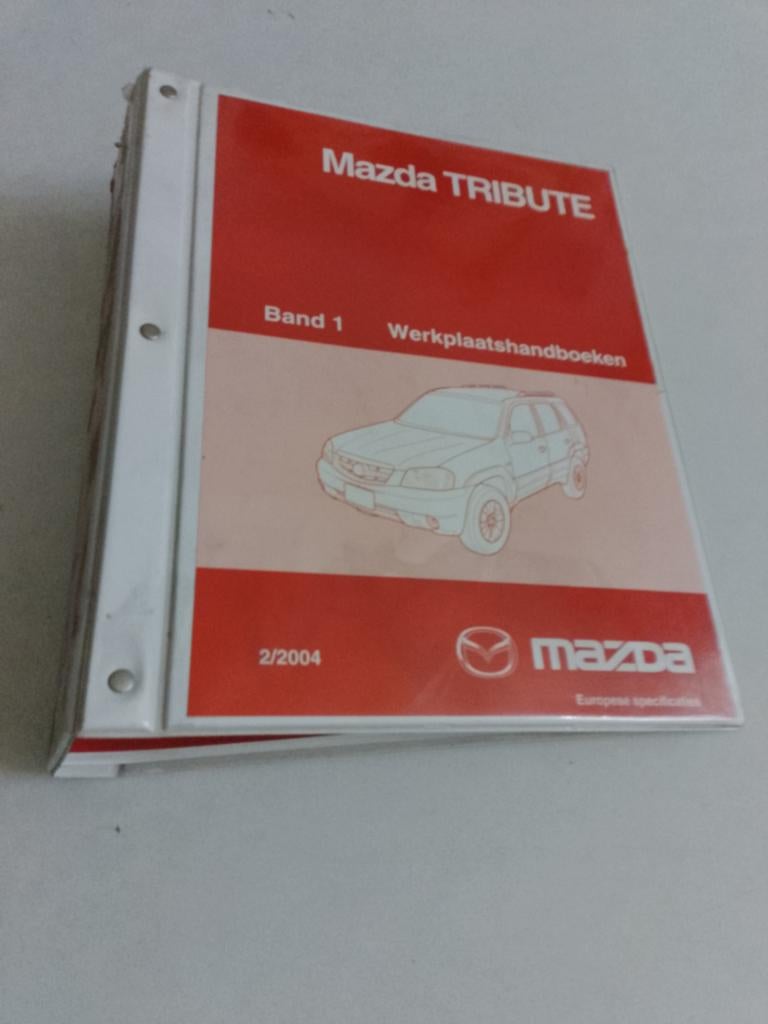 Mazda TRIBUTE
Band 1 Werkplaatshandboeken
2/2004
mazda
Europese specificaties